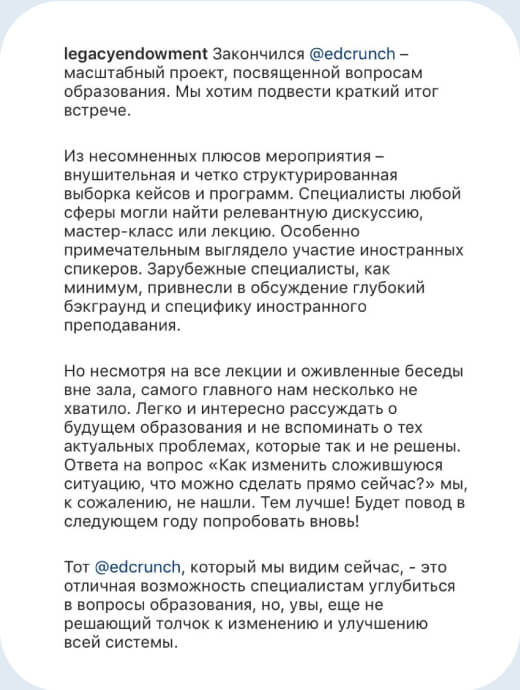 legacyendowment Закончился @edcrunch –
масштабный проект, посвященной вопросам
образования. Мы хотим подвести краткий итог
встрече.
Из несомненных плюсов мероприятия –
внушительная и четко структурированная
выборка кейсов и программ. Специалисты любой
сферы могли найти релевантную дискуссию,
мастер-класс или лекцию. Особенно
примечательным выглядело участие иностранных
спикеров. Зарубежные специалисты, как
минимум, привнесли в обсуждение глубокий
бэкграунд и специфику иностранного
преподавания.
Но несмотря на все лекции и оживленные беседы
вне зала, самого главного нам несколько не
хватило. Легко и интересно рассуждать о
будущем образования и не вспоминать о тех
актуальных проблемах, которые так и не решены.
Ответа на вопрос «Как изменить сложившуюся
ситуацию, что можно сделать прямо сейчас?» мы,
к сожалению, не нашли. Тем лучше! Будет повод в
следующем году попробовать вновь!
Тот @edcrunch, который мы видим сейчас, - это
отличная возможность специалистам углубиться
в вопросы образования, но, увы, еще не
решающий толчок к изменению и улучшению
всей системы.